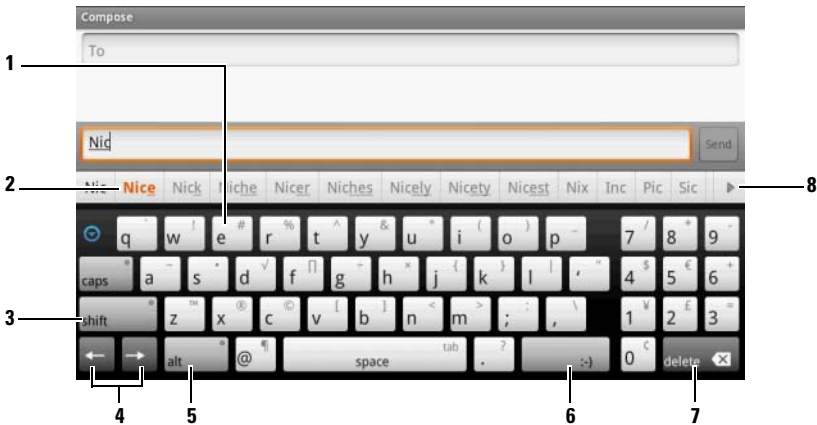 Compose
To
1
Nic
Send
2 Nic Nice Nick Niche Nicer Niches Nicely Nicety Nicest Nix Inc Pic Sic 8
q w ! e # r % t ^ y & u i ( o ) p - 7 / 8 * 9 -
caps a ~ s • d √ f ∏ g ÷ h × j { k } l | ‘ “ 4 $ 5 € 6 +
3 shift z ™ x ® c © v [ b ] n < m > ; : , \ 1 ¥ 2 £ 3 =
← → alt @ ¶ space tab . ? :-) 0 ¢ delete
4 5 6 7